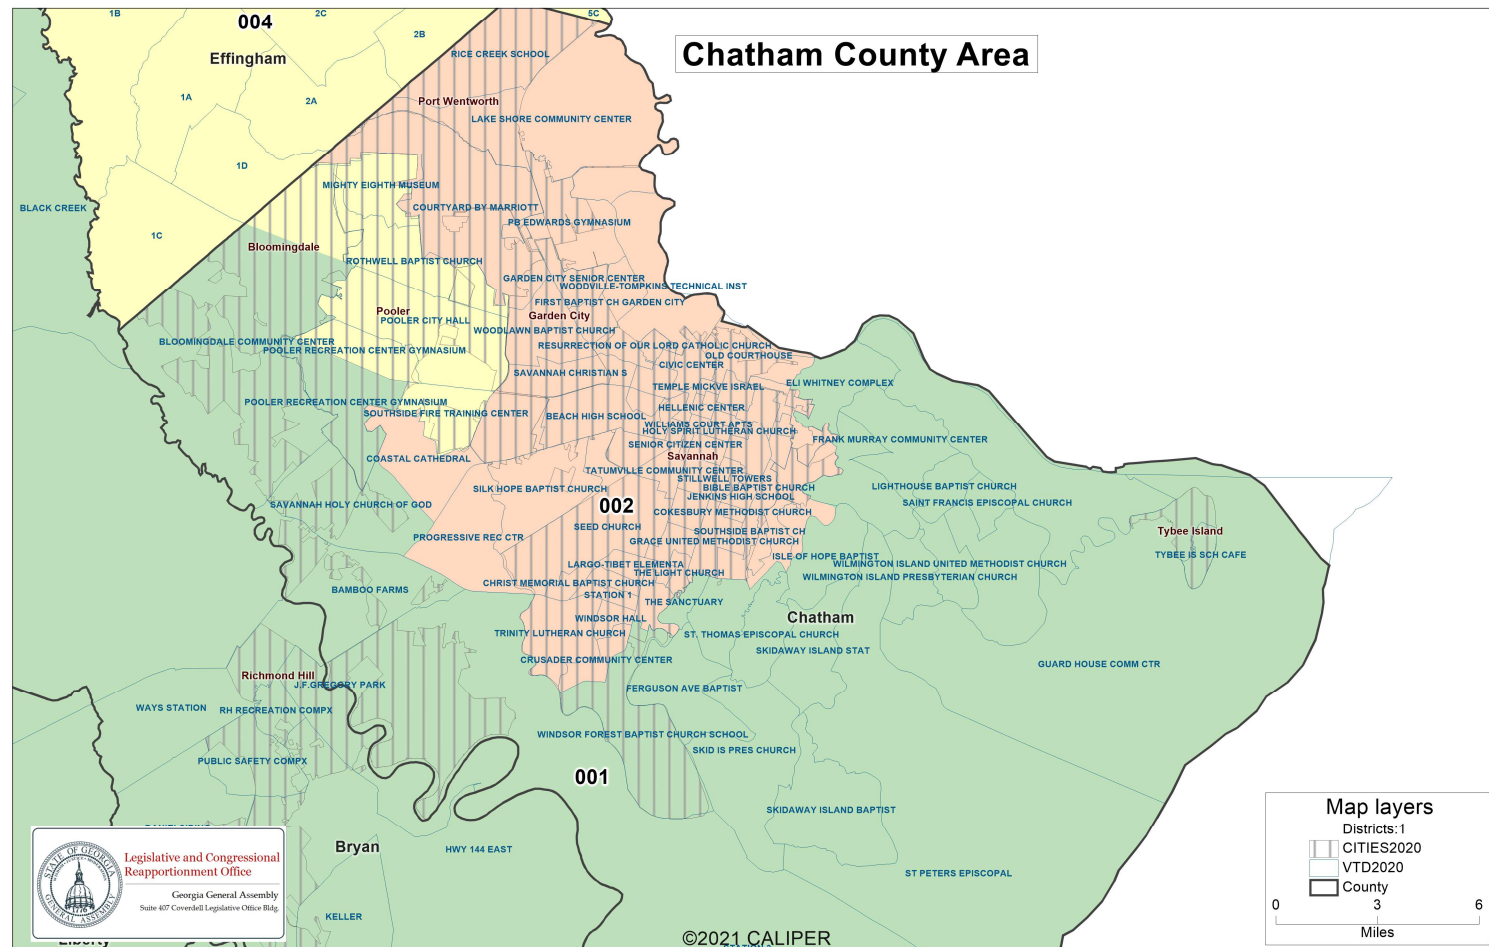 1B
004
2C
5C
2B
Effingham
RICE CREEK SCHOOL
Chatham County Area
1A
2A
Port Wentworth
LAKE SHORE COMMUNITY CENTER
1D
MIGHTY EIGHTH MUSEUM
BLACK CREEK
COURTYARD BY MARRIOTT
PB EDWARDS GYMNASIUM
1C
Bloomingdale
ROTHWELL BAPTIST CHURCH
GARDEN CITY SENIOR CENTER
WOODVILLE-TOMPKINS TECHNICAL INST
FIRST BAPTIST CH GARDEN CITY
Pooler
POOLER CITY HALL
Garden City
WOODLAWN BAPTIST CHURCH
BLOOMINGDALE COMMUNITY CENTER
POOLER RECREATION CENTER GYMNASIUM
RESURRECTION OF OUR LORD CATHOLIC CHURCH
OLD COURTHOUSE
CIVIC CENTER
SAVANNAH CHRISTIAN S
TEMPLE MICKVE ISRAEL
ELI WHITNEY COMPLEX
POOLER RECREATION CENTER GYMNASIUM
SOUTHSIDE FIRE TRAINING CENTER
BEACH HIGH SCHOOL
HELLENIC CENTER
WILLIAMS COURT APTS
HOLY SPIRIT LUTHERAN CHURCH
FRANK MURRAY COMMUNITY CENTER
SENIOR CITIZEN CENTER
COASTAL CATHEDRAL
Savannah
TATUMVILLE COMMUNITY CENTER
STILLWELL TOWERS
BIBLE BAPTIST CHURCH
LIGHTHOUSE BAPTIST CHURCH
SILK HOPE BAPTIST CHURCH
JENKINS HIGH SCHOOL
SAINT FRANCIS EPISCOPAL CHURCH
SAVANNAH HOLY CHURCH OF GOD
002
COKESBURY METHODIST CHURCH
SEED CHURCH
SOUTHSIDE BAPTIST CH
Tybee Island
PROGRESSIVE REC CTR
GRACE UNITED METHODIST CHURCH
ISLE OF HOPE BAPTIST
TYBEE IS SCH CAFE
LARGO-TIBET ELEMENTA
WILMINGTON ISLAND UNITED METHODIST CHURCH
THE LIGHT CHURCH
WILMINGTON ISLAND PRESBYTERIAN CHURCH
CHRIST MEMORIAL BAPTIST CHURCH
BAMBOO FARMS
STATION 1
THE SANCTUARY
WINDSOR HALL
Chatham
TRINITY LUTHERAN CHURCH
ST. THOMAS EPISCOPAL CHURCH
SKIDAWAY ISLAND STAT
CRUSADER COMMUNITY CENTER
GUARD HOUSE COMM CTR
Richmond Hill
J.F.GREGORY PARK
FERGUSON AVE BAPTIST
WAYS STATION
RH RECREATION COMPX
WINDSOR FOREST BAPTIST CHURCH SCHOOL
SKID IS PRES CHURCH
PUBLIC SAFETY COMPX
001
SKIDAWAY ISLAND BAPTIST
Bryan
HWY 144 EAST
ST PETERS EPISCOPAL
KELLER
Liberty
STATE OF GEORGIA
GENERAL ASSEMBLY
1776
Legislative and Congressional
Reapportionment Office
Georgia General Assembly
Suite 407 Coverdell Legislative Office Bldg.
©2021 CALIPER
Map layers
Districts:1
CITIES2020
VTD2020
County
0 3 6
Miles